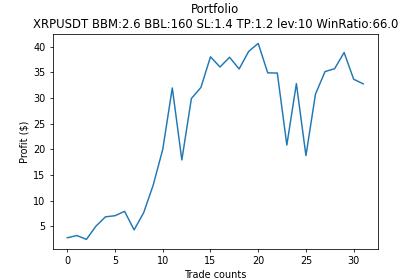 Portfolio
XRPUSDT BBM:2.6 BBL:160 SL:1.4 TP:1.2 lev:10 WinRatio:66.0
40
35
30
25
20
15
10
5
Profit ($)
0 5 10 15 20 25 30
Trade counts